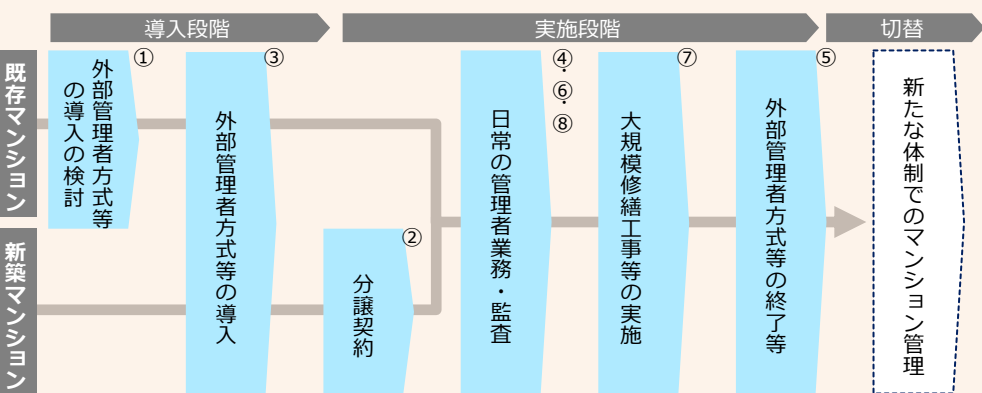 導入段階
実施段階
切替
既存マンション
新築マンション
①
外部管理者方式等
の導入の検討
③
外部管理者方式等の導入
②
分譲契約
④・⑥・⑧
日常の管理者業務・監査
⑦
大規模修繕工事等の実施
⑤
外部管理者方式等の終了等
新たな体制でのマンション管理